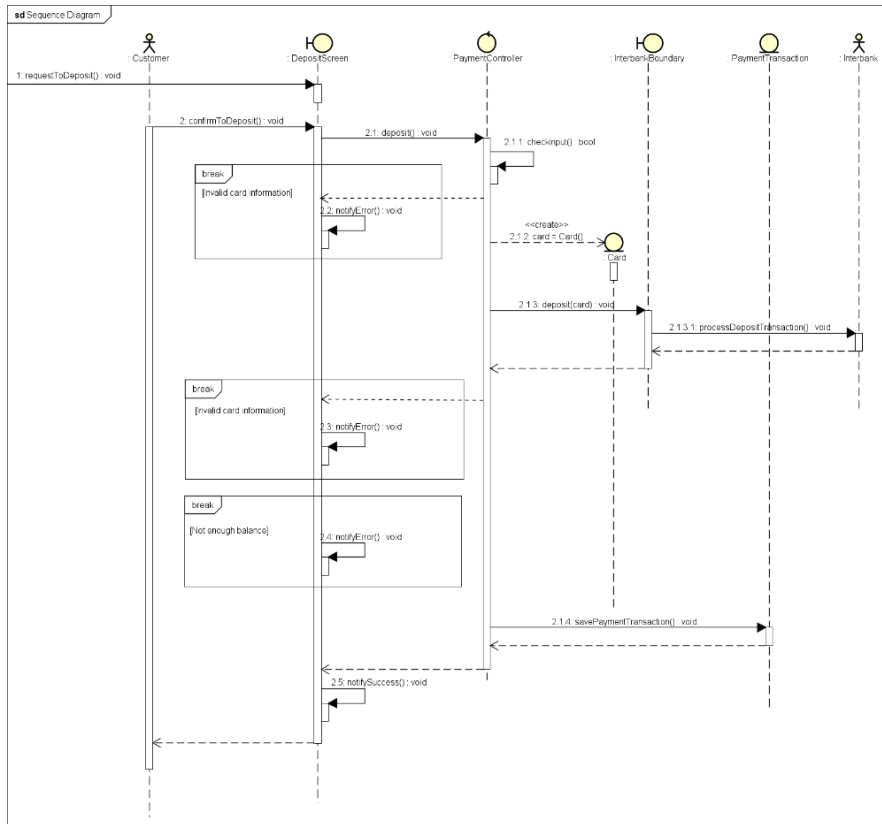 sd Sequence Diagram
: Customer
: DepositScreen
: PaymentController
: InterbankBoundary
: PaymentTransaction
: Interbank
1: requestToDeposit() : void
2: confirmToDeposit() : void
2.1: deposit() : void
2.1.1: checkInput() : bool
break
[Invalid card information]
2.2: notifyError() : void
<<create>>
2.1.2: card = Card()
: Card
2.1.3: deposit(card) : void
2.1.3.1: processDepositTransaction() : void
break
[Invalid card information]
2.3: notifyError() : void
break
[Not enough balance]
2.4: notifyError() : void
2.1.4: savePaymentTransaction() : void
2.5: notifySuccess() : void